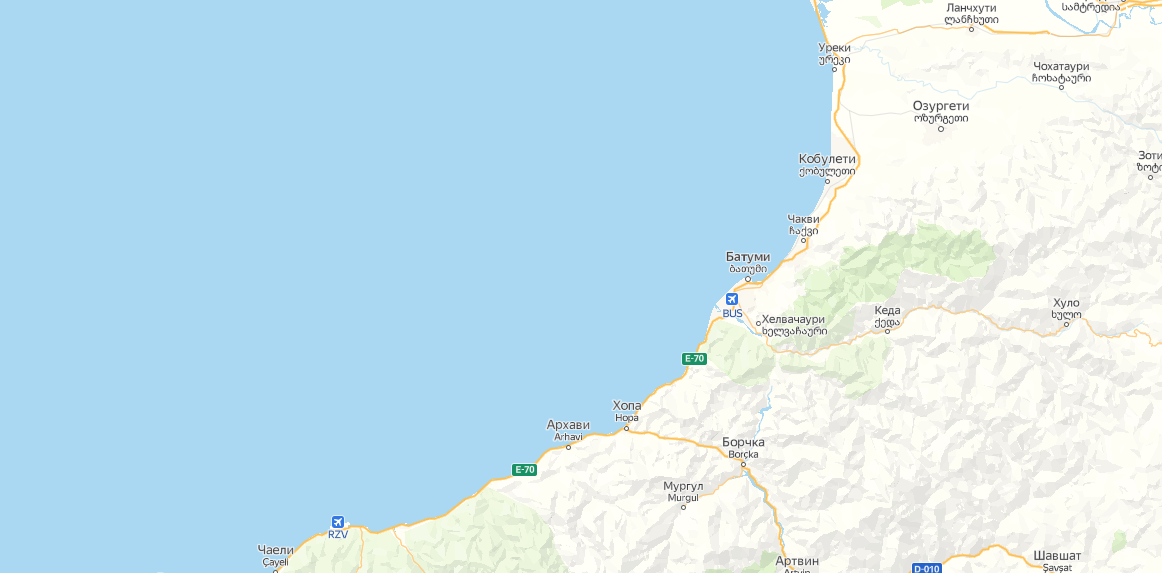 Ланчхути
ლანჩხუთი
სამტრედია
Уреки
ურეკი
Чохатаури
ჩოხატაური
Озургети
ოზურგეთი
Кобулети
ქობულეთი
Чакви
ჩაქვი
Батуми
ბათუმი
BUS
Хелвачаури
ხელვაჩაური
Кеда
ქედა
Хуло
ხულო
E-70
Хопа
Hopa
Архави
Arhavi
Борчка
Borçka
E-70
Мургул
Murgul
RZV
Чаели
Çayeli
Артвин
Artvin
D-010
Шавшат
Şavşat